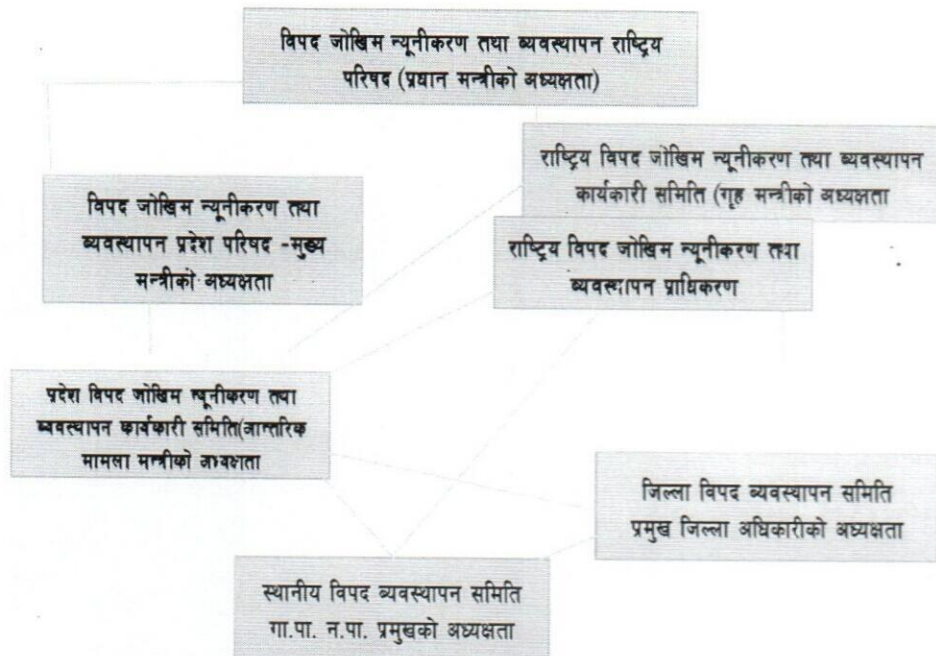 विपद जोखिम न्यूनीकरण तथा व्यवस्थापन राष्ट्रिय
परिषद (प्रधान मन्त्रीको अध्यक्षता)
राष्ट्रिय विपद जोखिम न्यूनीकरण तथा व्यवस्थापन
कार्यकारी समिति (गृह मन्त्रीको अध्यक्षता
विपद जोखिम न्यूनीकरण तथा
व्यवस्थापन प्रदेश परिषद -मुख्य
मन्त्रीको अध्यक्षता
राष्ट्रिय विपद जोखिम न्यूनीकरण तथा
व्यवस्थापन प्राधिकरण
प्रदेश विपद जोखिम न्यूनीकरण तथा
व्यवस्थापन कार्यकारी समिति(आन्तरिक
मामला मन्त्रीको अध्यक्षता
जिल्ला विपद व्यवस्थापन समिति
प्रमुख जिल्ला अधिकारीको अध्यक्षता
स्थानीय विपद व्यवस्थापन समिति
गा.पा. न.पा. प्रमुखको अध्यक्षता